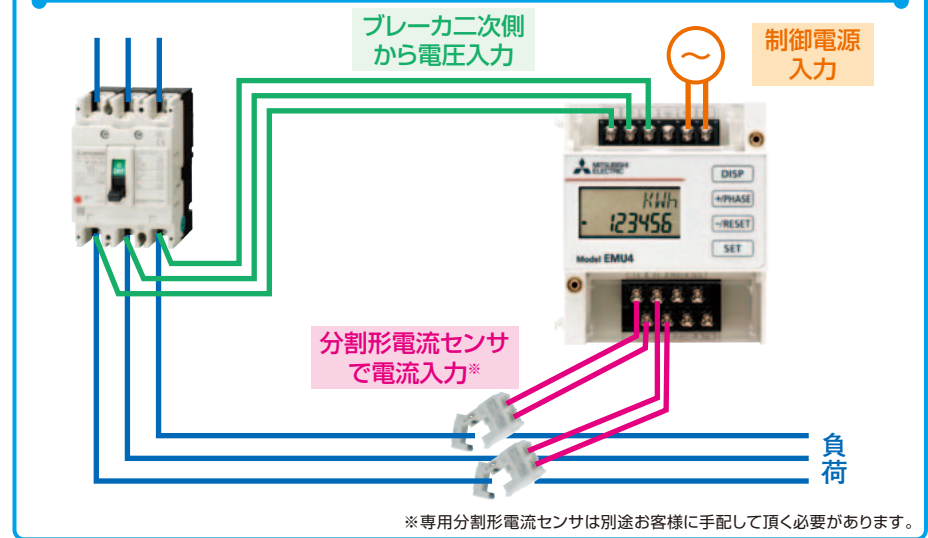 ブレーカ二次側
から電圧入力
制御電源
入力
〜
MITSUBISHI
ELECTRIC
DISP
KWh
+/PHASE
123456
-/RESET
SET
Model EMU4
分割形電流センサ
で電流入力※
負荷
※専用分割形電流センサは別途お客様に手配して頂く必要があります。